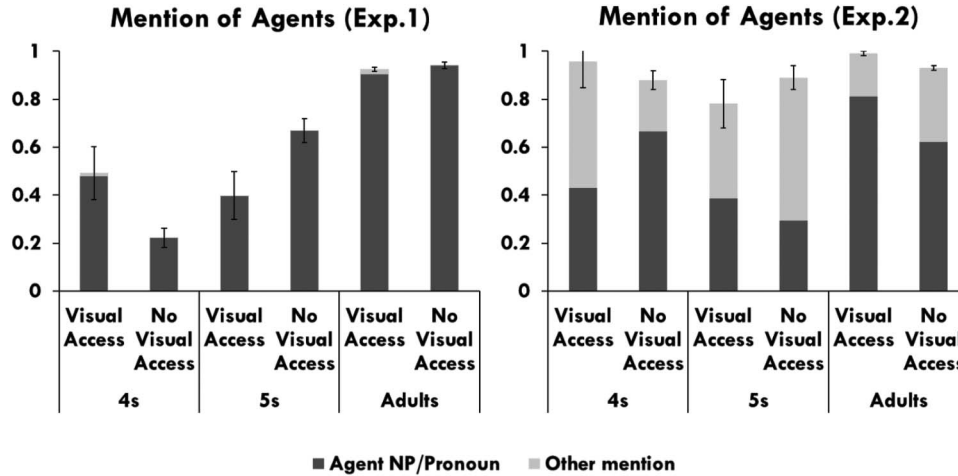 Mention of Agents (Exp.1)
1
0.8
0.6
0.4
0.2
0
Visual Access
No Visual Access
Visual Access
No Visual Access
Visual Access
No Visual Access
4s
5s
Adults
Mention of Agents (Exp.2)
1
0.8
0.6
0.4
0.2
0
Visual Access
No Visual Access
Visual Access
No Visual Access
Visual Access
No Visual Access
4s
5s
Adults
Agent NP/Pronoun
Other mention